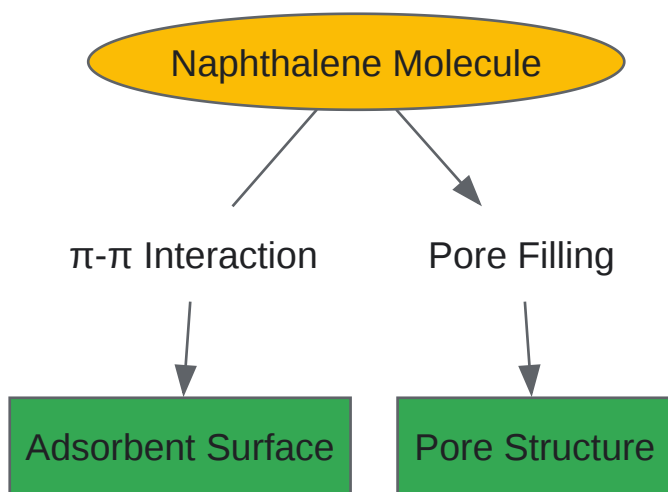 Naphthalene Molecule
π-π Interaction
Pore Filling
Adsorbent Surface
Pore Structure